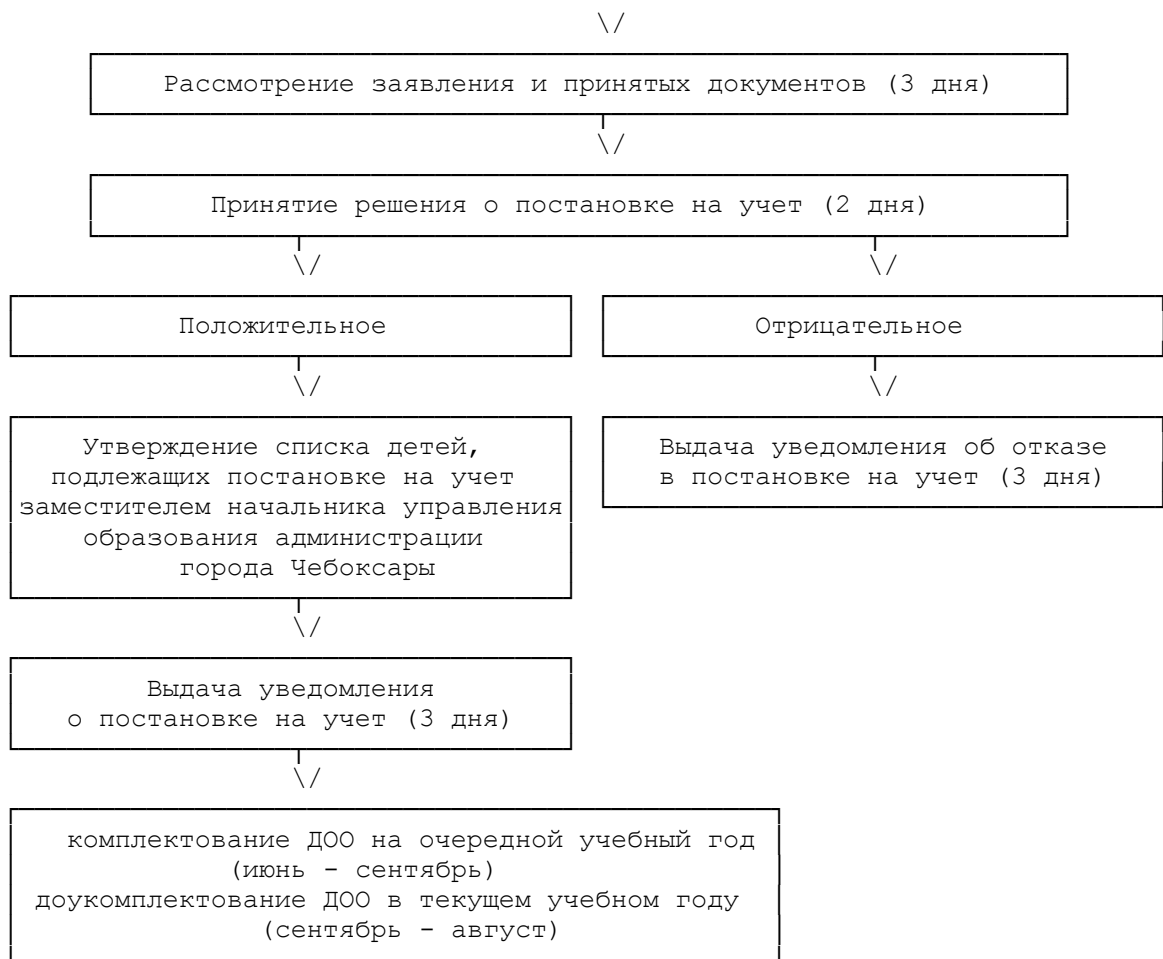 \/
Рассмотрение заявления и принятых документов (3 дня)
\/
Принятие решения о постановке на учет (2 дня)
\/ \/
Положительное
Отрицательное
\/ \/
Утверждение списка детей,
подлежащих постановке на учет
заместителем начальника управления
образования администрации
города Чебоксары
Выдача уведомления об отказе
в постановке на учет (3 дня)
\/
Выдача уведомления
о постановке на учет (3 дня)
\/
комплектование ДОО на очередной учебный год
(июнь - сентябрь)
доукомплектование ДОО в текущем учебном году
(сентябрь - август)